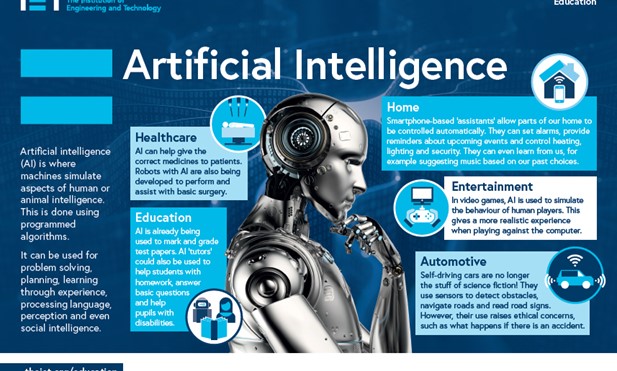 The Institution of
Engineering and Technology
Education
Artificial Intelligence
Artificial intelligence
(AI) is where
machines simulate
aspects of human or
animal intelligence.
This is done using
programmed
algorithms.
It can be used for
problem solving,
planning, learning
through experience,
processing language,
perception and even
social intelligence.
Healthcare
AI can help give the
correct medicines to patients.
Robots with AI are also being
developed to perform and
assist with basic surgery.
Education
AI is already being
used to mark and grade
test papers. AI 'tutors'
could also be used to
help students with
homework, answer
basic questions
and help
pupils with
disabilities.
Home
Smartphone-based 'assistants' allow parts of our home to
be controlled automatically. They can set alarms, provide
reminders about upcoming events and control heating,
lighting and security. They can even learn from us, for
example suggesting music based on our past choices.
Entertainment
In video games, AI is used to simulate
the behaviour of human players. This
gives a more realistic experience
when playing against the computer.
Automotive
Self-driving cars are no longer
the stuff of science fiction! They
use sensors to detect obstacles,
navigate roads and read road signs.
However, their use raises ethical concerns,
such as what happens if there is an accident.
theiet.org/education